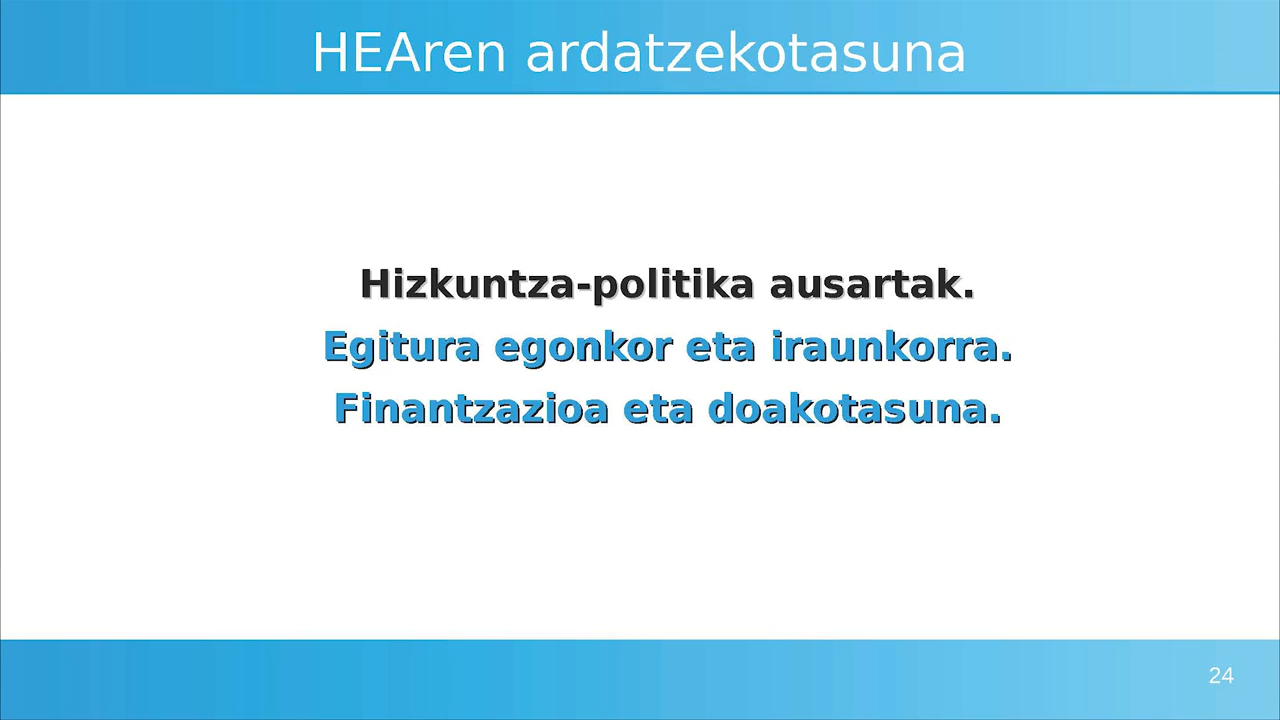 HEAren ardatzekotasuna
Hizkuntza-politika ausartak.
Egitura egonkor eta iraunkorra.
Finantzazioa eta doakotasuna.
24